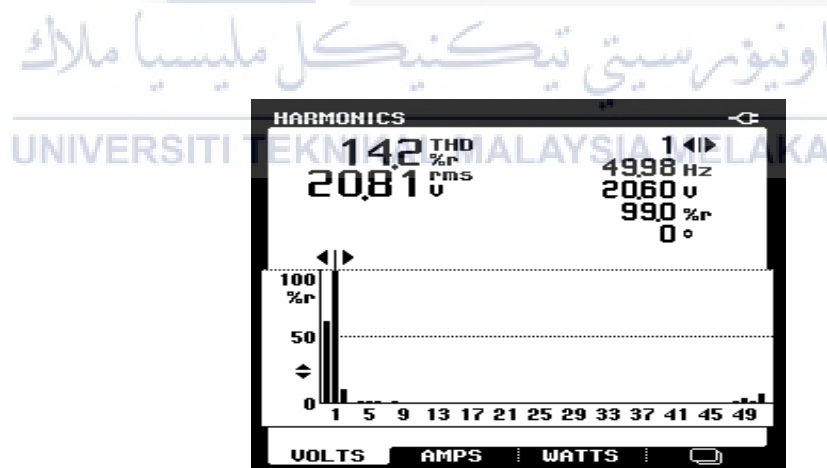 اونيۏرسيتي تيكنيكل مليسيا ملاك
UNIVERSITI TEKNIKAL MALAYSIA MELAKA
HARMONICS
14.2 THD %r
20.81 rms V
1
49.98 Hz
20.60 V
99.0 %r
0 °
100
%r
50
0
1 5 9 13 17 21 25 29 33 37 41 45 49
VOLTS AMPS WATTS